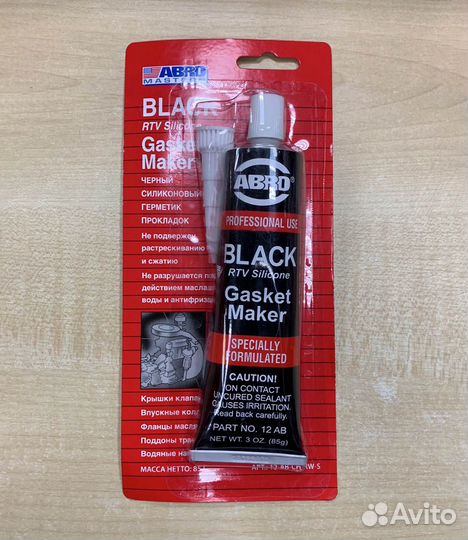 ABRO
MASTERS
BLACK
RTV Silicone
Gasket
Maker
ЧЕРНЫЙ
СИЛИКОНОВЫЙ
ГЕРМЕТИК
ПРОКЛАДОК
Не подвержен
растрескиванию
и сжатию
Не разрушается под
действием масла,
воды и антифриза
Крышки
Впускные
Фланцы
Поддоны
Водяные
МАССА НЕТТО: 85
ABRO
PROFESSIONAL USE
BLACK
RTV Silicone
Gasket
Maker
SPECIALLY
FORMULATED
CAUTION!
ON CONTACT
UNCURED SEALANT
CAUSES IRRITATION.
Read back carefully.
PART NO. 12 AB
NET WT. 3 OZ. (85g)
Avito